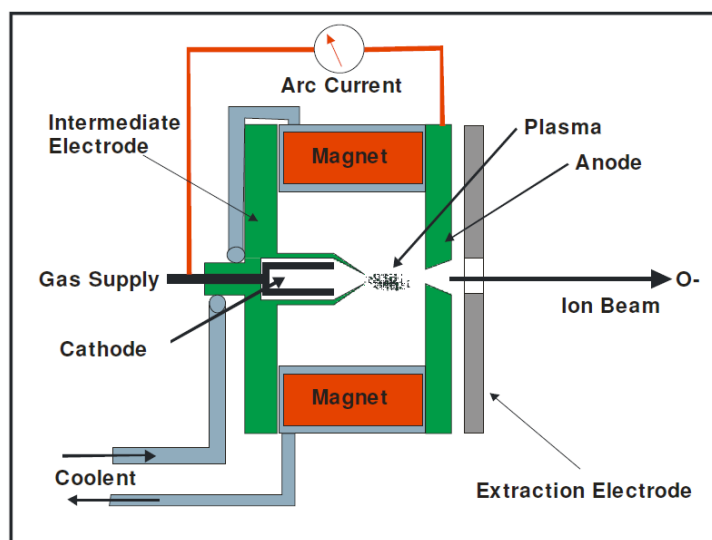 Arc Current
Intermediate
Electrode
Plasma
Magnet
Anode
Gas Supply
O-
Ion Beam
Cathode
Magnet
Coolent
Extraction Electrode